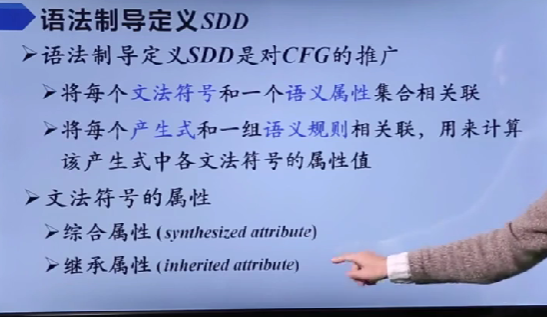 语法制导定义SDD
➢语法制导定义SDD是对CFG的推广
➢将每个文法符号和一个语义属性集合相关联
➢将每个产生式和一组语义规则相关联，用来计算
该产生式中各文法符号的属性值
➢文法符号的属性
➢综合属性 (synthesized attribute)
➢继承属性 (inherited attribute)